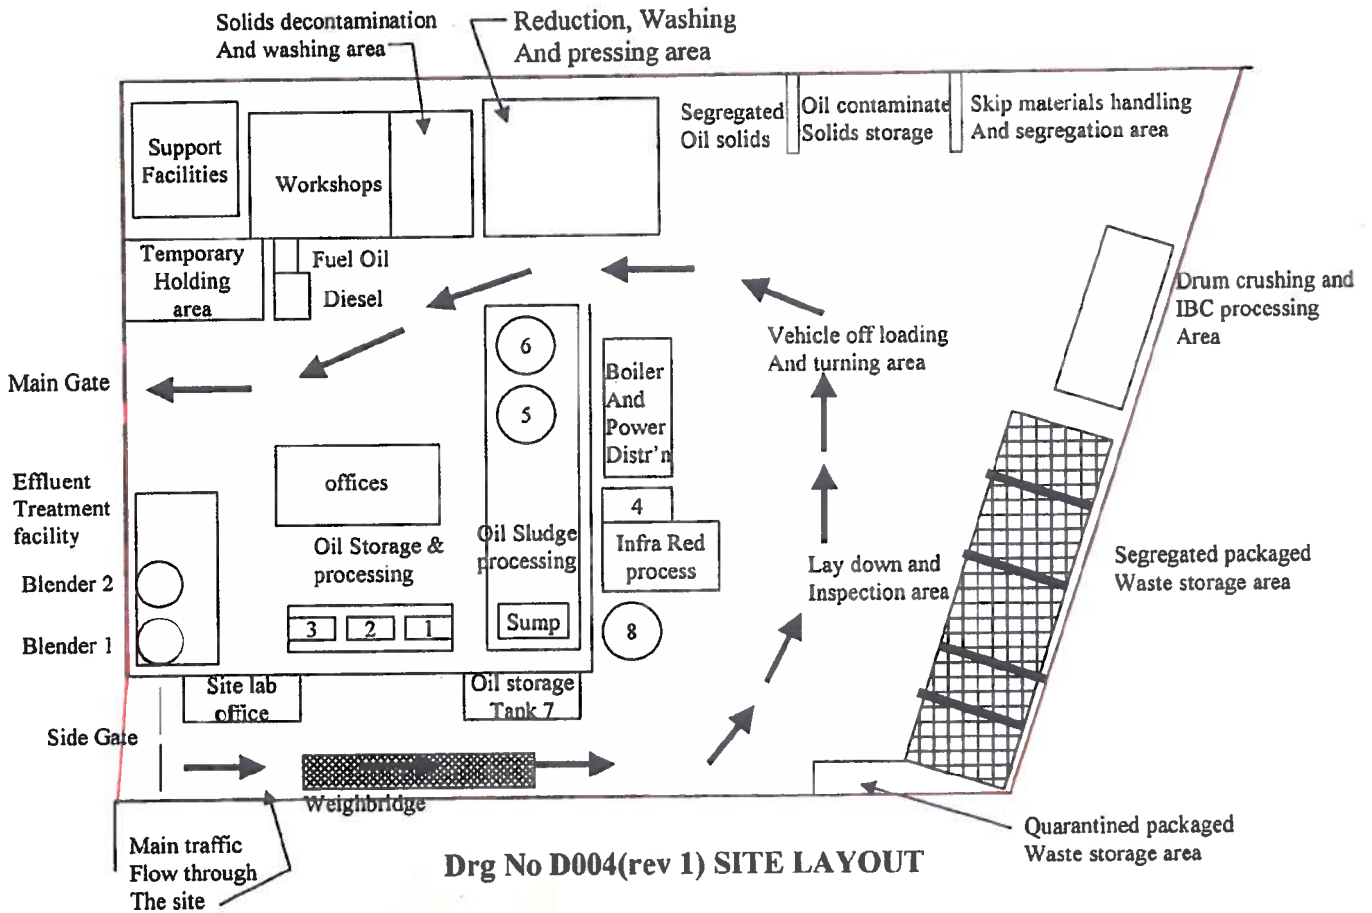 Solids decontamination
And washing area
Reduction, Washing
And pressing area
Segregated
Oil solids
Oil contaminate
Solids storage
Skip materials handling
And segregation area
Support
Facilities
Workshops
Temporary
Holding
area
Fuel Oil
Diesel
Drum crushing and
IBC processing
Area
Vehicle off loading
And turning area
Main Gate
6
5
Boiler
And
Power
Distr'n
offices
Effluent
Treatment
facility
4
Oil Storage &
processing
Oil Sludge
processing
Infra Red
process
Lay down and
Inspection area
Segregated packaged
Waste storage area
Blender 2
Blender 1
3
2
1
Sump
8
Site lab
office
Oil storage
Tank 7
Side Gate
Weighbridge
Quarantined packaged
Waste storage area
Main traffic
Flow through
The site
Drg No D004(rev 1) SITE LAYOUT